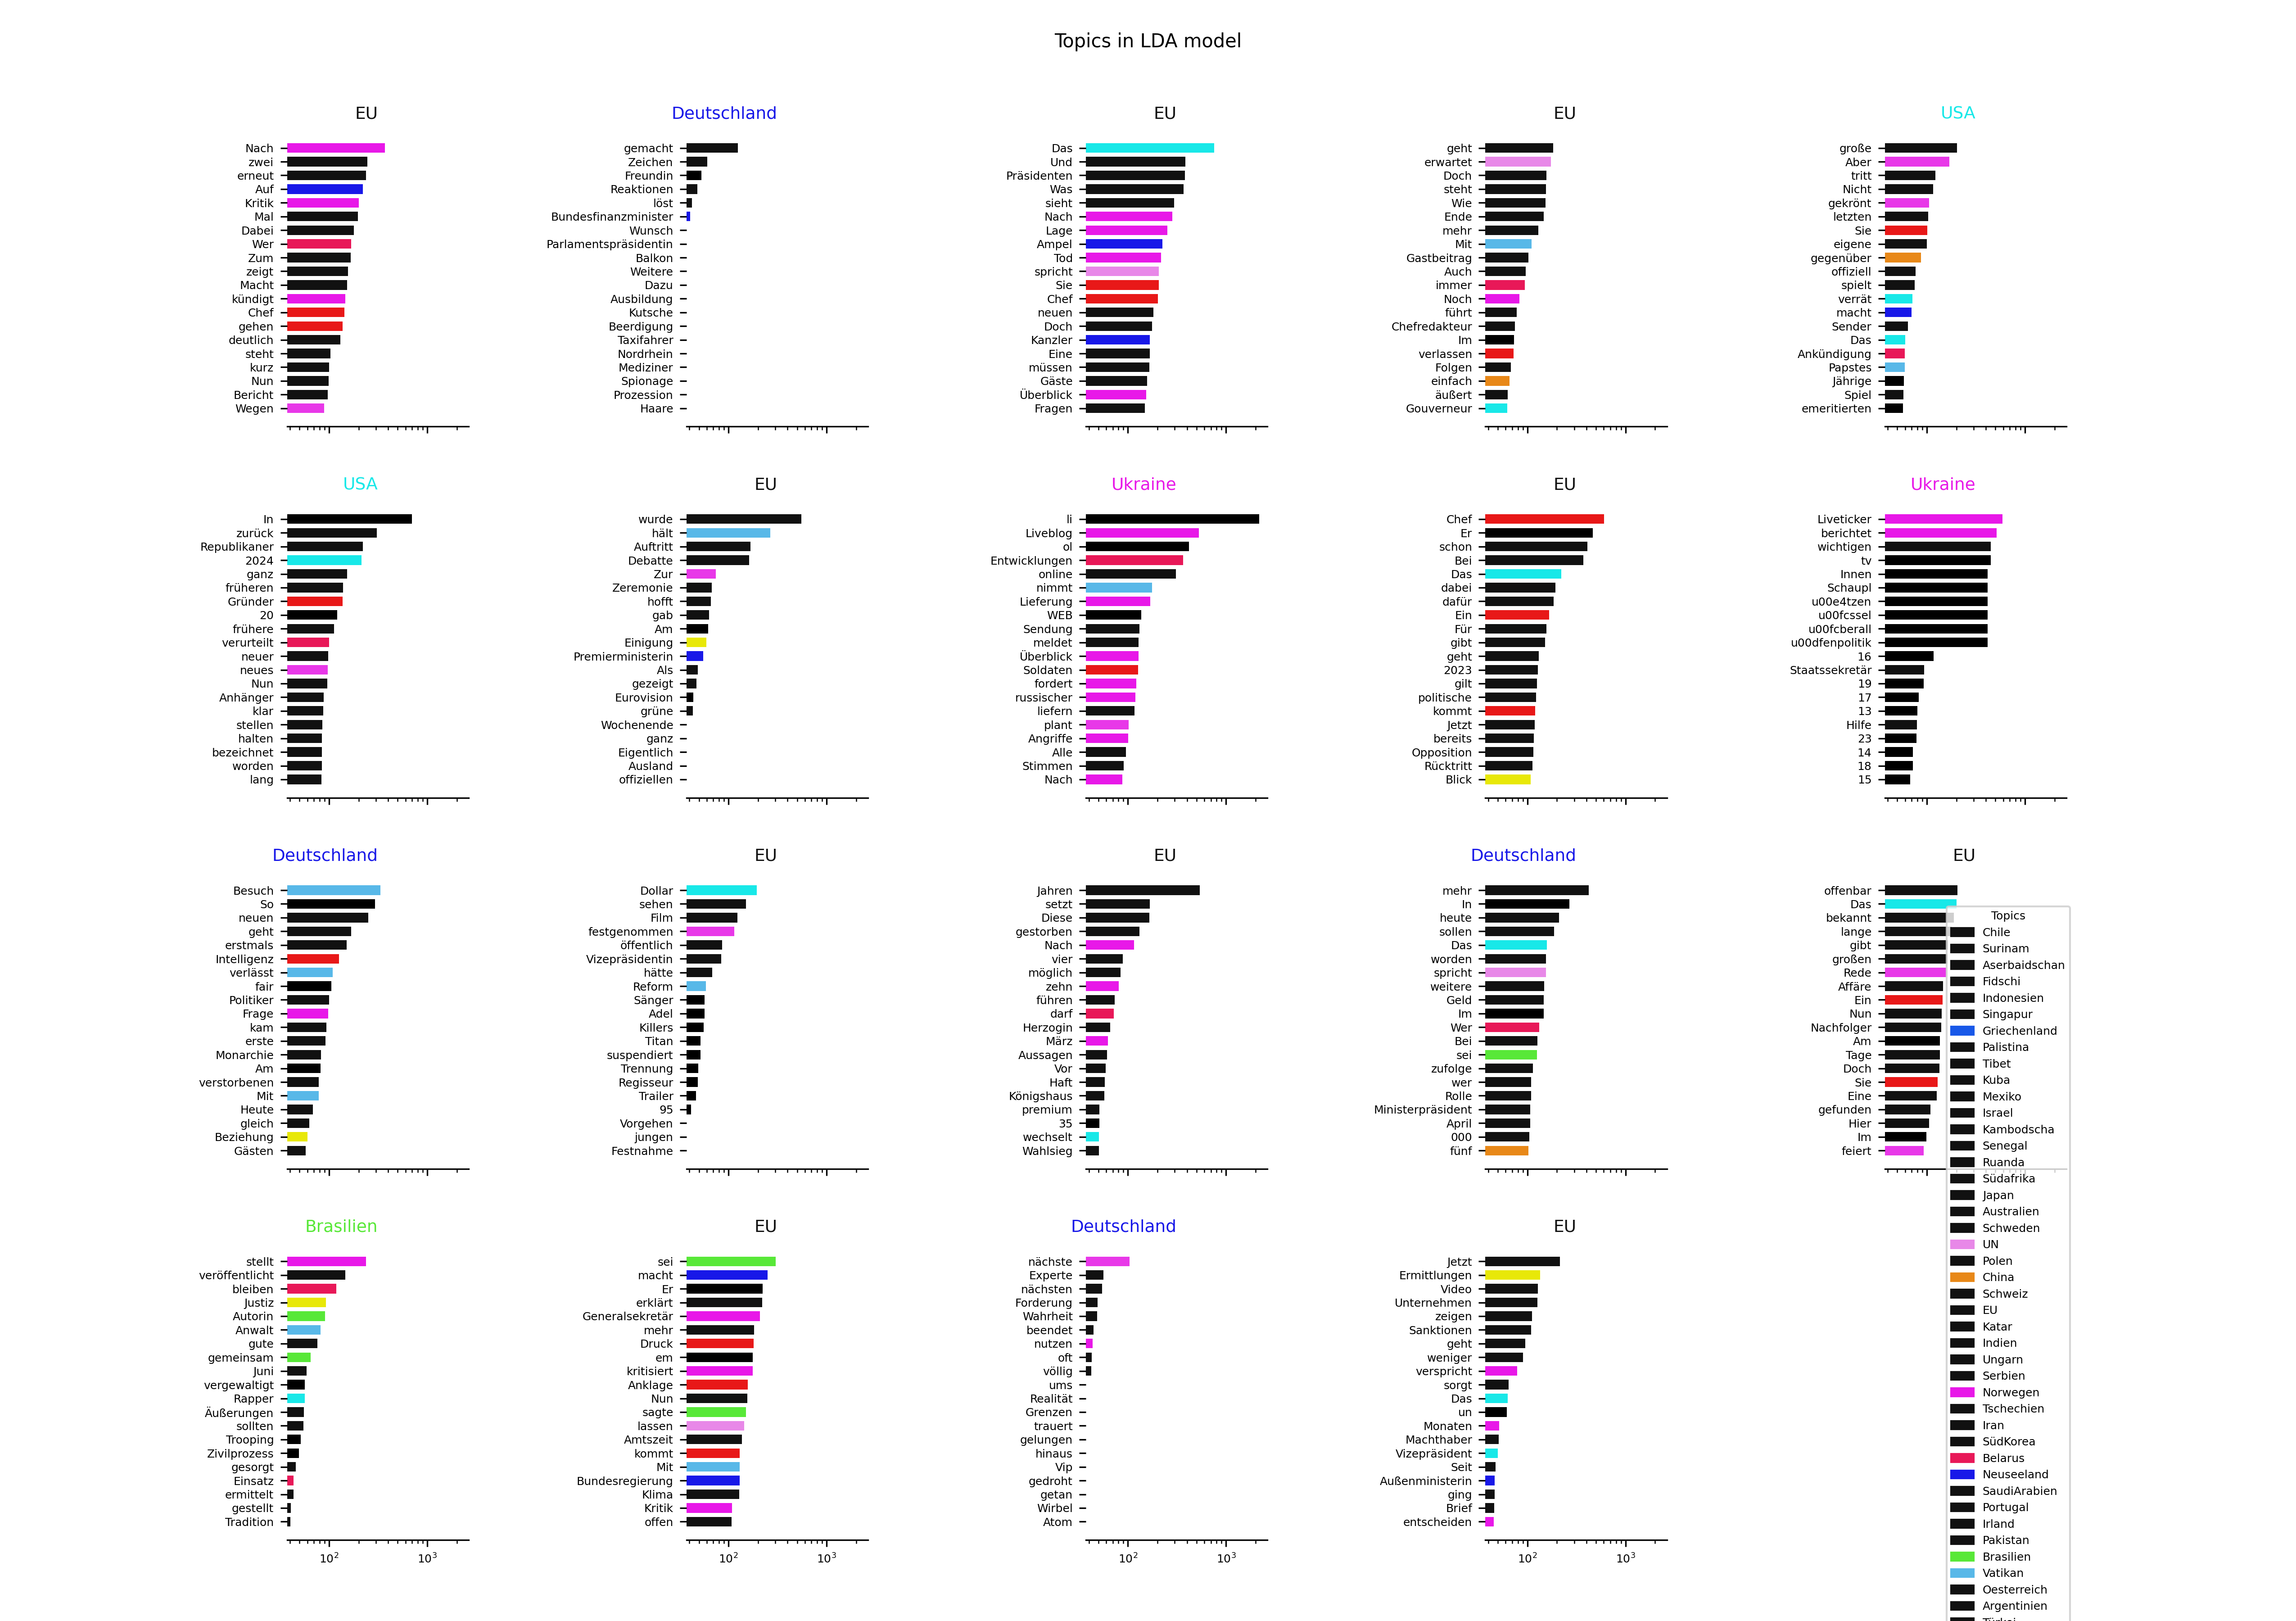 Topics in LDA model
EU
Nach
zwei
erneut
Auf
Kritik
Mal
Dabei
Wer
Zum
zeigt
Macht
kündigt
Chef
gehen
deutlich
steht
kurz
Nun
Bericht
Wegen
Deutschland
gemacht
Zeichen
Freundin
Reaktionen
löst
Bundesfinanzminister
Wunsch
Parlamentspräsidentin
Balkon
Weitere
Dazu
Ausbildung
Kutsche
Beerdigung
Taxifahrer
Nordrhein
Mediziner
Spionage
Prozession
Haare
EU
Das
Und
Präsidenten
Was
sieht
Nach
Lage
Ampel
Tod
spricht
Sie
Chef
neuen
Doch
Kanzler
Eine
müssen
Gäste
Überblick
Fragen
EU
geht
erwartet
Doch
steht
Wie
Ende
mehr
Mit
Gastbeitrag
Auch
immer
Noch
führt
Chefredakteur
Im
verlassen
Folgen
einfach
äußert
Gouverneur
USA
große
Aber
tritt
Nicht
gekrönt
letzten
Sie
eigene
gegenüber
offiziell
spielt
verrät
macht
Sender
Das
Ankündigung
Papstes
Jährige
Spiel
emeritierten
USA
In
zurück
Republikaner
2024
ganz
früheren
Gründer
20
frühere
verurteilt
neuer
neues
Nun
Anhänger
klar
stellen
halten
bezeichnet
worden
lang
EU
wurde
hält
Auftritt
Debatte
Zur
Zeremonie
hofft
gab
Am
Einigung
Premierministerin
Als
gezeigt
Eurovision
grüne
Wochenende
ganz
Eigentlich
Ausland
offiziellen
Ukraine
li
Liveblog
ol
Entwicklungen
online
nimmt
Lieferung
WEB
Sendung
meldet
Überblick
Soldaten
fordert
russischer
liefern
plant
Angriffe
Alle
Stimmen
Nach
EU
Chef
Er
schon
Bei
Das
dabei
dafür
Ein
Für
gibt
geht
2023
gilt
politische
kommt
Jetzt
bereits
Opposition
Rücktritt
Blick
Ukraine
Liveticker
berichtet
wichtigen
tv
Innen
Schaupl
u00e4tzen
u00fcssel
u00fcberall
u00dfenpolitik
16
Staatssekretär
19
17
13
Hilfe
23
14
18
15
Deutschland
Besuch
So
neuen
geht
erstmals
Intelligenz
verlässt
fair
Politiker
Frage
kam
erste
Monarchie
Am
verstorbenen
Mit
Heute
gleich
Beziehung
Gästen
EU
Dollar
sehen
Film
festgenommen
öffentlich
Vizepräsidentin
hätte
Reform
Sänger
Adel
Killers
Titan
suspendiert
Trennung
Regisseur
Trailer
95
Vorgehen
jungen
Festnahme
EU
Jahren
setzt
Diese
gestorben
Nach
vier
möglich
zehn
führen
darf
Herzogin
März
Aussagen
Vor
Haft
Königshaus
premium
35
wechselt
Wahlsieg
Deutschland
mehr
In
heute
sollen
Das
worden
spricht
weitere
Geld
Im
Wer
Bei
sei
zufolge
wer
Rolle
Ministerpräsident
April
000
fünf
EU
offenbar
Das
bekannt
lange
gibt
großen
Rede
Affäre
Ein
Nun
Nachfolger
Am
Tage
Doch
Sie
Eine
gefunden
Hier
Im
feiert
Topics
Chile
Surinam
Aserbaidschan
Fidschi
Indonesien
Singapur
Griechenland
Palistina
Tibet
Kuba
Mexiko
Israel
Kambodscha
Senegal
Ruanda
Südafrika
Japan
Australien
Schweden
UN
Polen
China
Schweiz
EU
Katar
Indien
Ungarn
Serbien
Norwegen
Tschechien
Iran
SüdKorea
Belarus
Neuseeland
SaudiArabien
Portugal
Irland
Pakistan
Brasilien
Vatikan
Oesterreich
Argentinien
Brasilien
stellt
veröffentlicht
bleiben
Justiz
Autorin
Anwalt
gute
gemeinsam
Juni
vergewaltigt
Rapper
Äußerungen
sollten
Trooping
Zivilprozess
gesorgt
Einsatz
ermittelt
gestellt
Tradition
10² 10³
EU
sei
macht
Er
erklärt
Generalsekretär
mehr
Druck
em
kritisiert
Anklage
Nun
sagte
lassen
Amtszeit
kommt
Mit
Bundesregierung
Klima
Kritik
offen
10² 10³
Deutschland
nächste
Experte
nächsten
Forderung
Wahrheit
beendet
nutzen
oft
völlig
ums
Realität
Grenzen
trauert
gelungen
hinaus
Vip
gedroht
getan
Wirbel
Atom
10² 10³
EU
Jetzt
Ermittlungen
Video
Unternehmen
zeigen
Sanktionen
geht
weniger
verspricht
sorgt
Das
un
Monaten
Machthaber
Vizepräsident
Seit
Außenministerin
ging
Brief
entscheiden
10² 10³